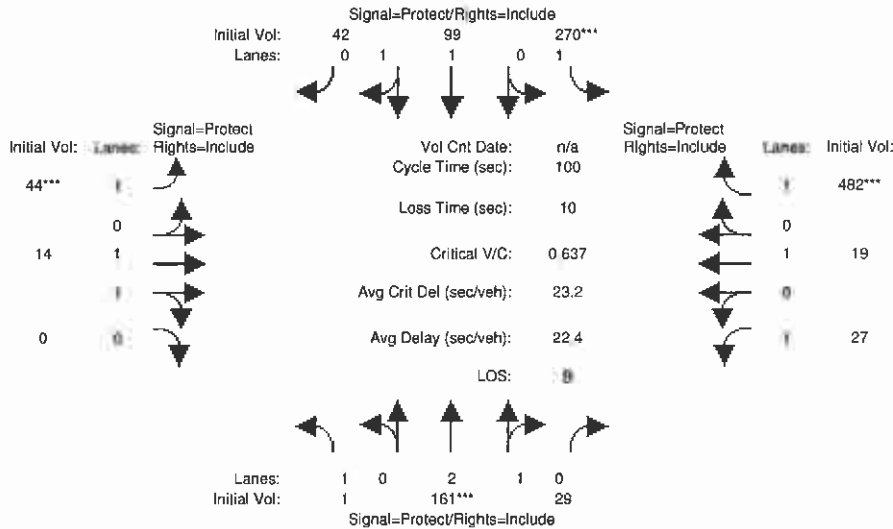 Signal=Protect/Rights=Include
Initial Vol: 42 99 270***
Lanes: 0 1 1 0 1
Signal=Protect
Rights=Include
Initial Vol: Lanes:
Vol Cnt Date: n/a
Signal=Protect
Rights=Include
Lanes: Initial Vol:
Cycle Time (sec): 100
44*** 1
1 482***
Loss Time (sec): 10
0
0
14 1
Critical V/C: 0.637
1 19
1
Avg Crit Del (sec/veh): 23.2
0
0 0
Avg Delay (sec/veh): 22.4
1 27
LOS:
Lanes: 1 0 2 1 0
Initial Vol: 1 161*** 29
Signal=Protect/Rights=Include